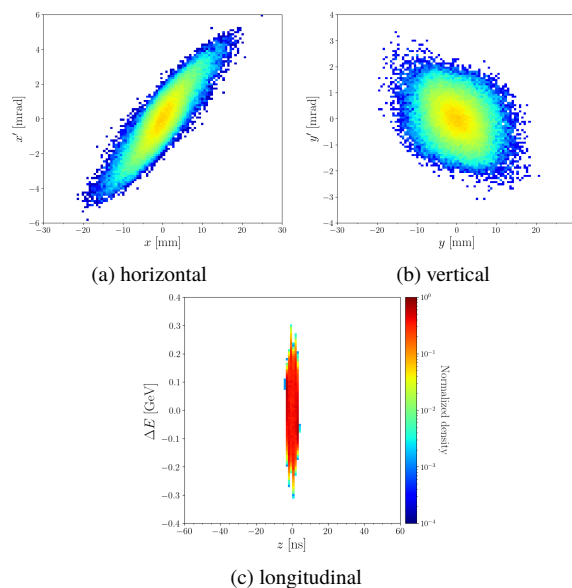 6
4
2
0
−2
−4
−6
x′ [mrad]
−30 −20 −10 0 10 20 30
x [mm]
(a) horizontal
4
3
2
1
0
−1
−2
−3
−4
y′ [mrad]
−30 −20 −10 0 10 20
y [mm]
(b) vertical
0.4
0.3
0.2
0.1
0.0
−0.1
−0.2
−0.3
−0.4
ΔE [GeV]
−60 −40 −20 0 20 40 60
z [ns]
10⁰
10⁻¹
10⁻²
10⁻³
10⁻⁴
Normalized density
(c) longitudinal